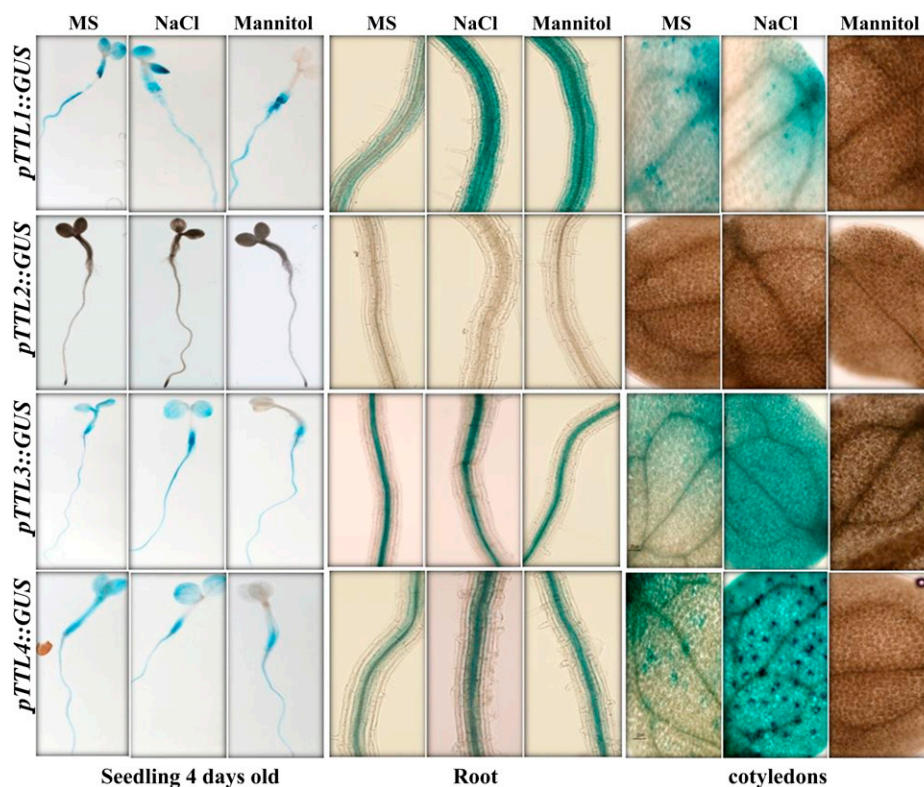 MS NaCl Mannitol MS NaCl Mannitol MS NaCl Mannitol
pTTL1::GUS
pTTL2::GUS
pTTL3::GUS
pTTL4::GUS
Seedling 4 days old Root cotyledons